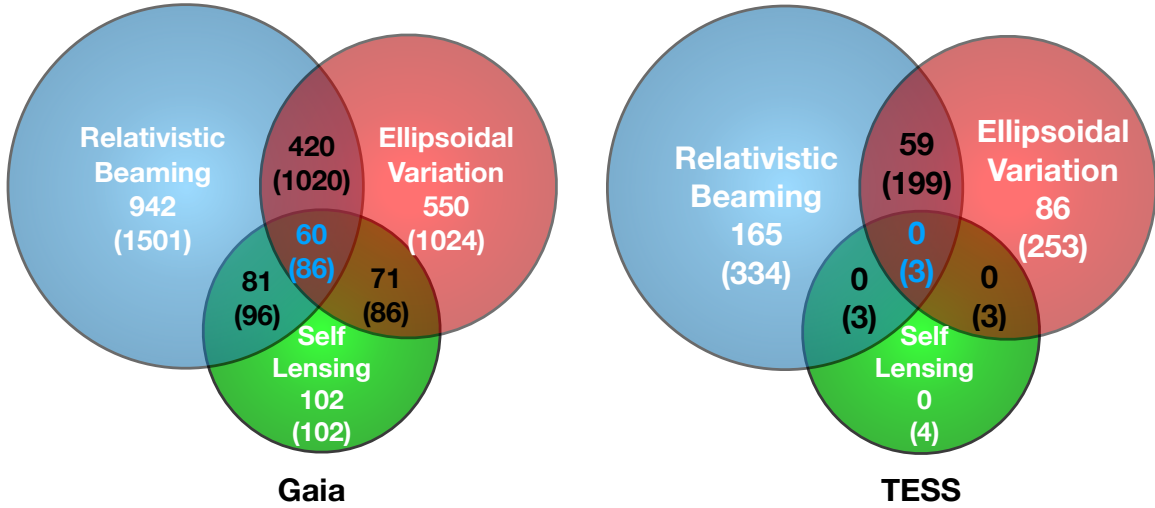 Relativistic
Beaming
942
(1501)
420
(1020)
Ellipsoidal
Variation
550
(1024)
60
(86)
81
(96)
71
(86)
Self
Lensing
102
(102)
Gaia
Relativistic
Beaming
165
(334)
59
(199)
Ellipsoidal
Variation
86
(253)
0
(3)
0
(3)
0
(3)
Self
Lensing
0
(4)
TESS